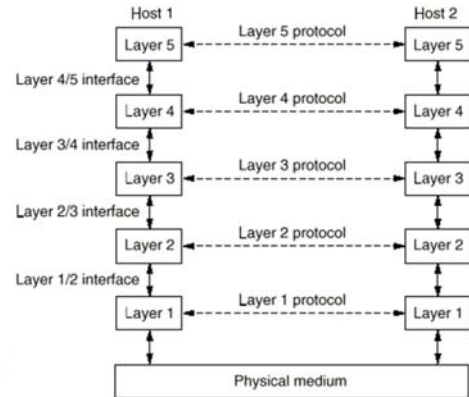 Host 1 Host 2
Layer 5 Layer 5 protocol Layer 5
Layer 4/5 interface
Layer 4 Layer 4 protocol Layer 4
Layer 3/4 interface
Layer 3 Layer 3 protocol Layer 3
Layer 2/3 interface
Layer 2 Layer 2 protocol Layer 2
Layer 1/2 interface
Layer 1 Layer 1 protocol Layer 1
Physical medium